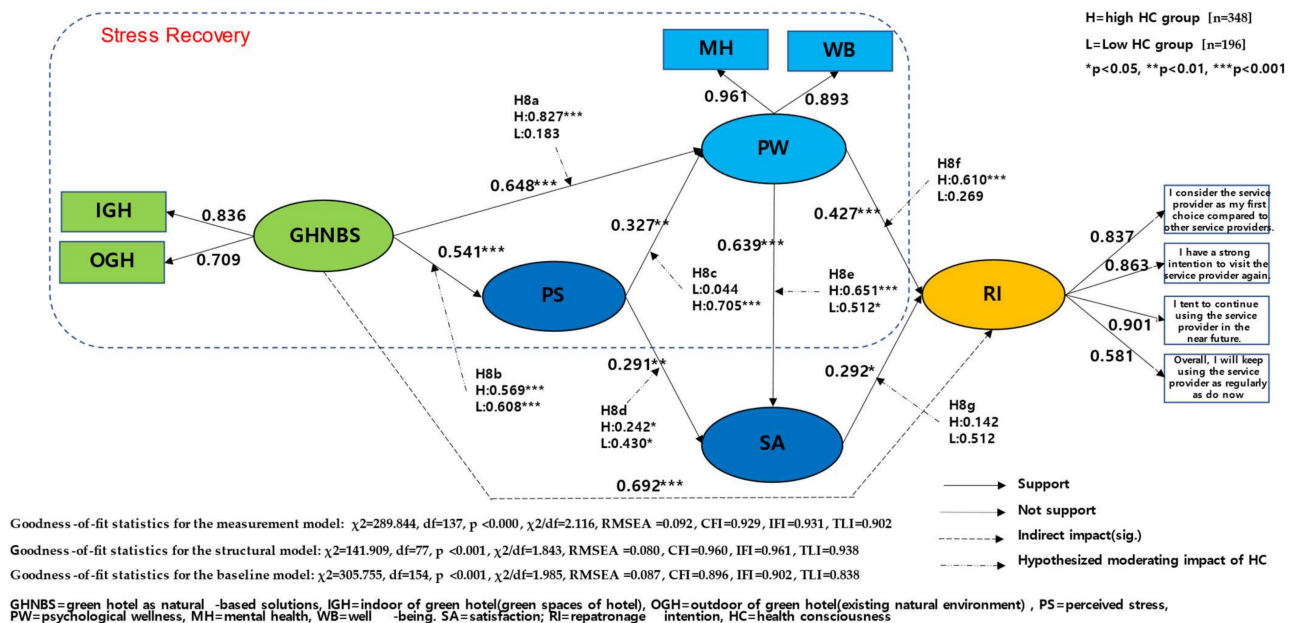 Stress Recovery
H=high HC group [n=348]
L=Low HC group [n=196]
*p<0.05, **p<0.01, ***p<0.001
MH
WB
0.961
0.893
H8a
H:0.827***
L:0.183
PW
0.648***
H8f
H:0.610***
L:0.269
IGH
0.836
OGH
0.709
GHNBS
0.541***
0.327**
0.639***
0.427***
H8c
L:0.044
H:0.705***
H8e
H:0.651***
L:0.512*
PS
RI
0.837
0.863
0.901
0.581
I consider the service
provider as my first
choice compared to
other service providers.
I have a strong
intention to visit the
service provider again.
I tent to continue
using the service
provider in the
near future.
Overall, I will keep
using the service
provider as regularly
as do now
H8b
H:0.569***
L:0.608***
0.291**
H8d
H:0.242*
L:0.430*
0.292*
H8g
H:0.142
L:0.512
SA
0.692***
Support
Not support
Indirect impact(sig.)
Hypothesized moderating impact of HC
Goodness-of-fit statistics for the measurement model: χ2=289.844, df=137, p <0.000, χ2/df=2.116, RMSEA =0.092, CFI=0.929, IFI=0.931, TLI=0.902
Goodness-of-fit statistics for the structural model: χ2=141.909, df=77, p <0.001, χ2/df=1.843, RMSEA =0.080, CFI=0.960, IFI=0.961, TLI=0.938
Goodness-of-fit statistics for the baseline model: χ2=305.755, df=154, p <0.001, χ2/df=1.985, RMSEA =0.087, CFI=0.896, IFI=0.902, TLI=0.838
GHNBS=green hotel as natural -based solutions, IGH=indoor of green hotel(green spaces of hotel), OGH=outdoor of green hotel(existing natural environment) , PS=perceived stress,
PW=psychological wellness, MH=mental health, WB=well -being. SA=satisfaction; RI=repatronage intention, HC=health consciousness